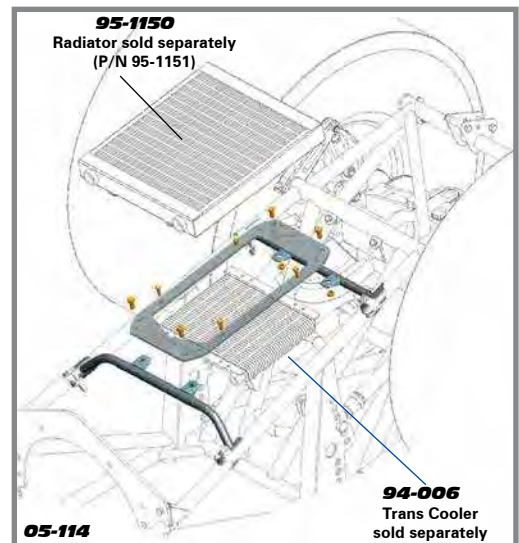 95-1150
Radiator sold separately
(P/N 95-1151)
94-006
Trans Cooler
sold separately
05-114